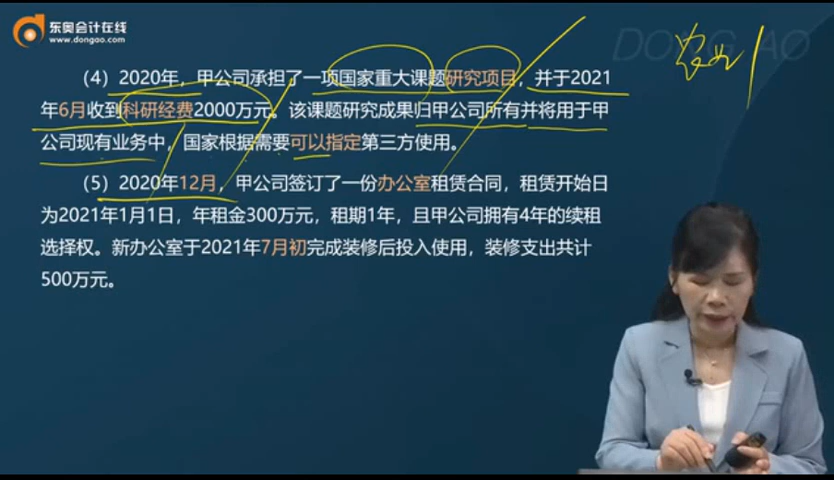 东奥会计在线
www.dongao.com
DONG AO
（4）2020年，甲公司承担了一项国家重大课题研究项目，并于2021
年6月收到科研经费2000万元。该课题研究成果归甲公司所有并将用于甲
公司现有业务中，国家根据需要可以指定第三方使用。
（5）2020年12月，甲公司签订了一份办公室租赁合同，租赁开始日
为2021年1月1日，年租金300万元，租期1年，且甲公司拥有4年的续租
选择权。新办公室于2021年7月初完成装修后投入使用，装修支出共计
500万元。